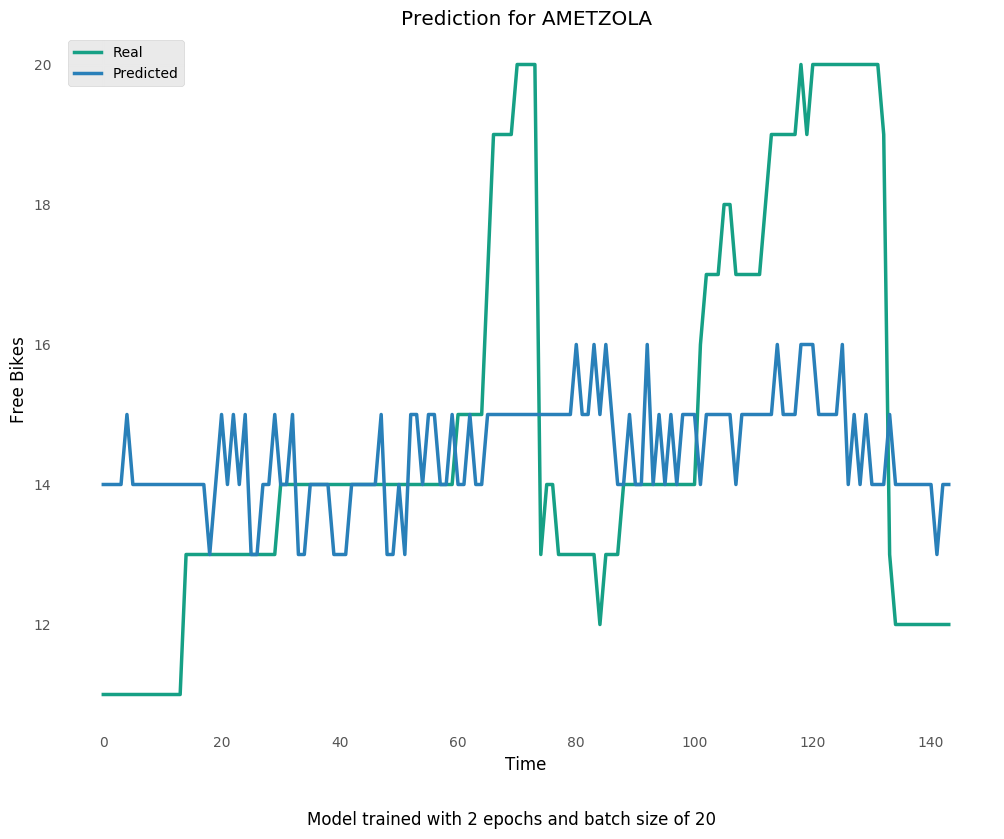 Prediction for AMETZOLA
Real
Predicted
20
18
16
14
12
Free Bikes
0 20 40 60 80 100 120 140
Time
Model trained with 2 epochs and batch size of 20